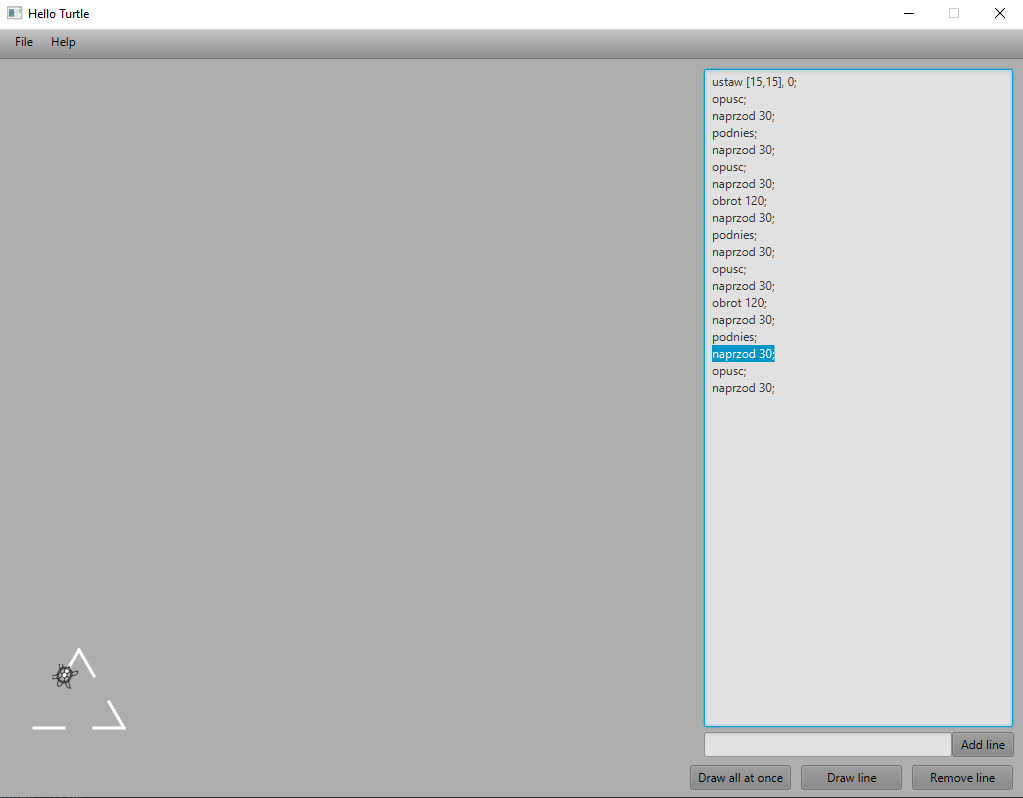 Hello Turtle
File Help
ustaw [15,15], 0;
opusc;
naprzod 30;
podnies;
naprzod 30;
opusc;
naprzod 30;
obrot 120;
naprzod 30;
podnies;
naprzod 30;
opusc;
naprzod 30;
obrot 120;
naprzod 30;
podnies;
naprzod 30;
opusc;
naprzod 30;
Add line
Draw all at once Draw line Remove line